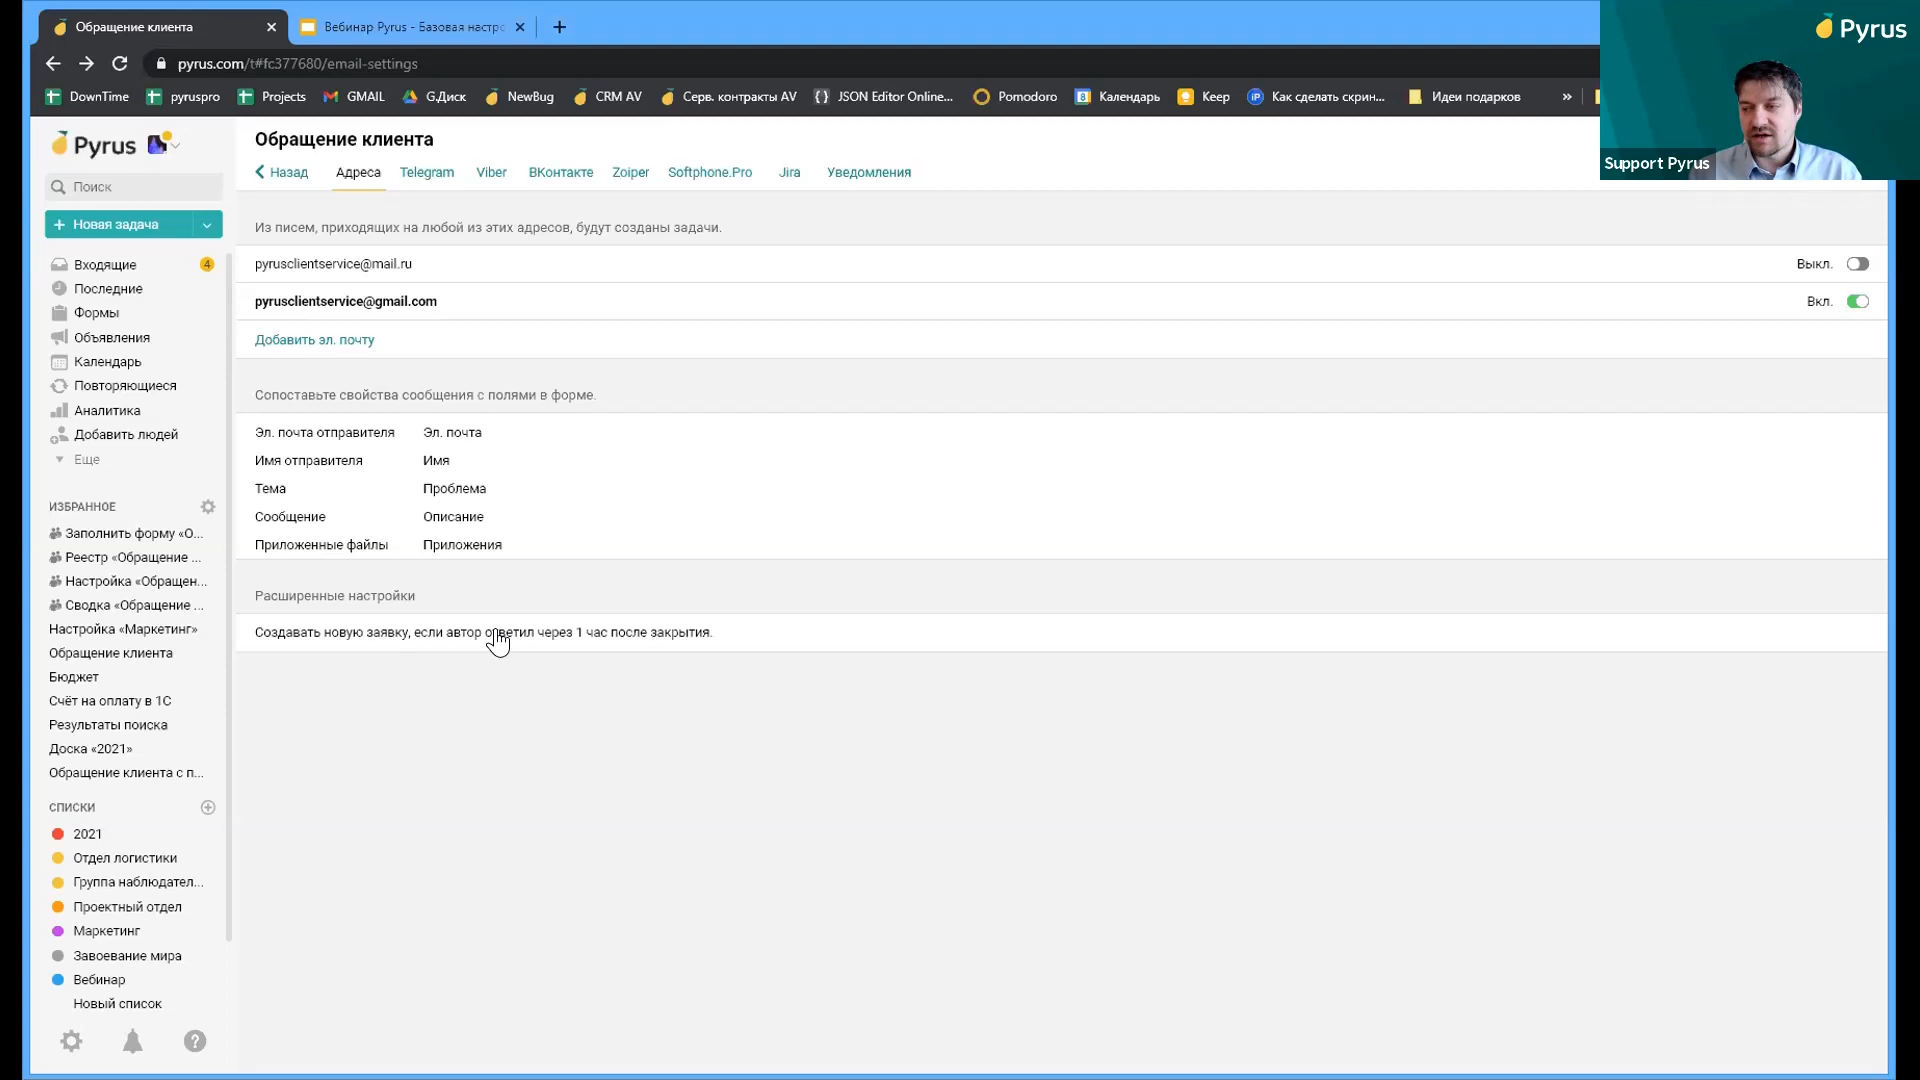 Обращение клиента
Вебинар Pyrus - Базовая настро
pyrus.com/t#fc377680/email-settings
DownTime
pyruspro
Projects
GMAIL
G.Диск
NewBug
CRM AV
Серв. контракты AV
JSON Editor Online...
Pomodoro
Календарь
Keep
Как сделать скрин...
Идеи подарков
»
Pyrus
Support Pyrus
Pyrus
Поиск
+ Новая задача
Входящие 4
Последние
Формы
Объявления
Календарь
Повторяющиеся
Аналитика
Добавить людей
Еще
ИЗБРАННОЕ
Заполнить форму «О...
Реестр «Обращение ...
Настройка «Обращен...
Сводка «Обращение ...
Настройка «Маркетинг»
Обращение клиента
Бюджет
Счёт на оплату в 1С
Результаты поиска
Доска «2021»
Обращение клиента с п...
СПИСКИ
2021
Отдел логистики
Группа наблюдател...
Проектный отдел
Маркетинг
Завоевание мира
Вебинар
Новый список
Обращение клиента
Назад
Адреса
Telegram
Viber
ВКонтакте
Zoiper
Softphone.Pro
Jira
Уведомления
Из писем, приходящих на любой из этих адресов, будут созданы задачи.
pyrusclientservice@mail.ru Выкл.
pyrusclientservice@gmail.com Вкл.
Добавить эл. почту
Сопоставьте свойства сообщения с полями в форме.
Эл. почта отправителя Эл. почта
Имя отправителя Имя
Тема Проблема
Сообщение Описание
Приложенные файлы Приложения
Расширенные настройки
Создавать новую заявку, если автор ответил через 1 час после закрытия.